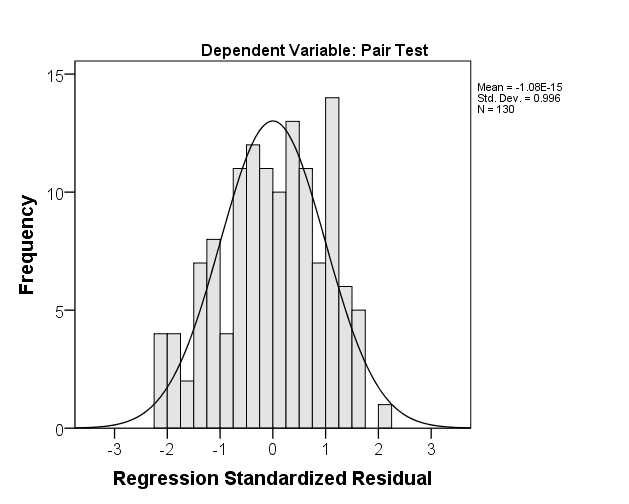 Dependent Variable: Pair Test
Mean = -1.08E-15
Std. Dev. = 0.996
N = 130
15
10
5
0
Frequency
-3 -2 -1 0 1 2 3
Regression Standardized Residual